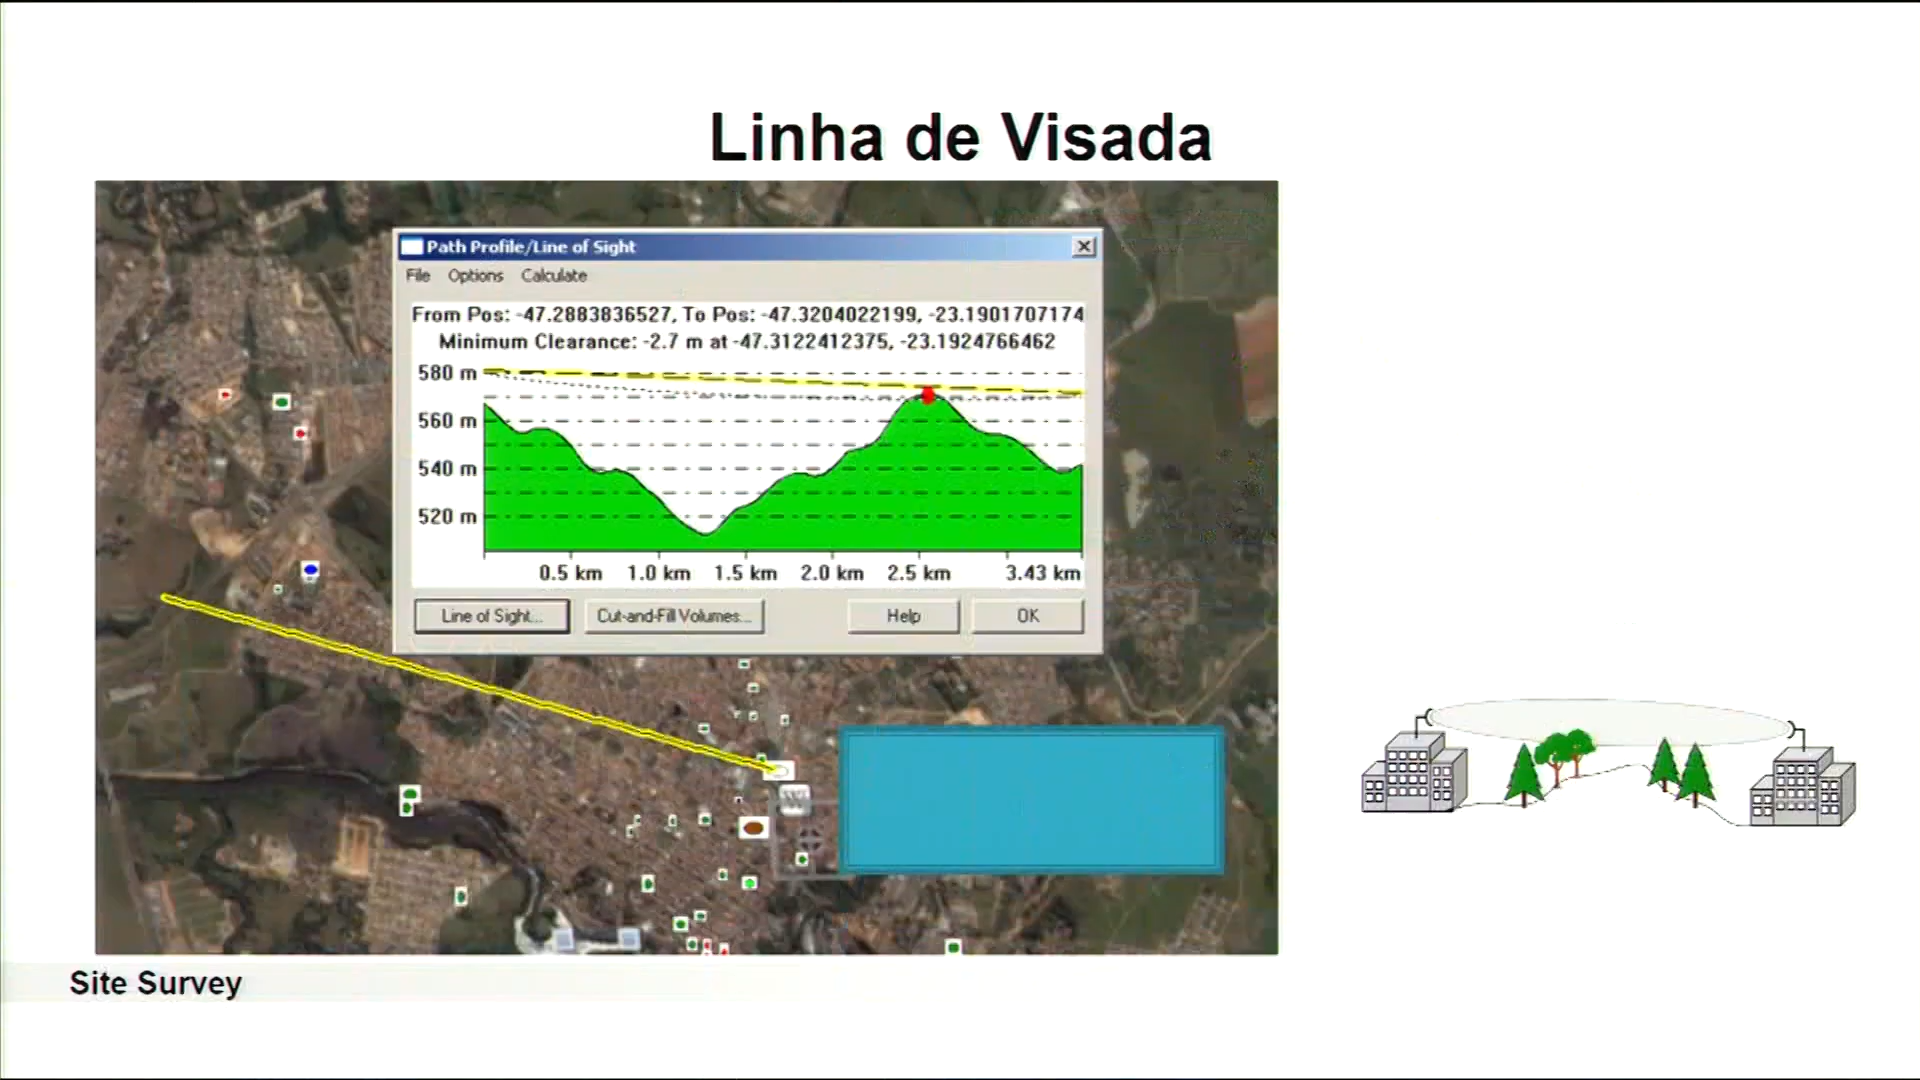 Linha de Visada
Path Profile/Line of Sight
File Options Calculate
From Pos: -47.2883836527, To Pos: -47.3204022199, -23.1901707174
Minimum Clearance: -2.7 m at -47.3122412375, -23.1924766462
580 m
560 m
540 m
520 m
0.5 km 1.0 km 1.5 km 2.0 km 2.5 km 3.43 km
Line of Sight... Cut-and-Fill Volumes... Help OK
Site Survey